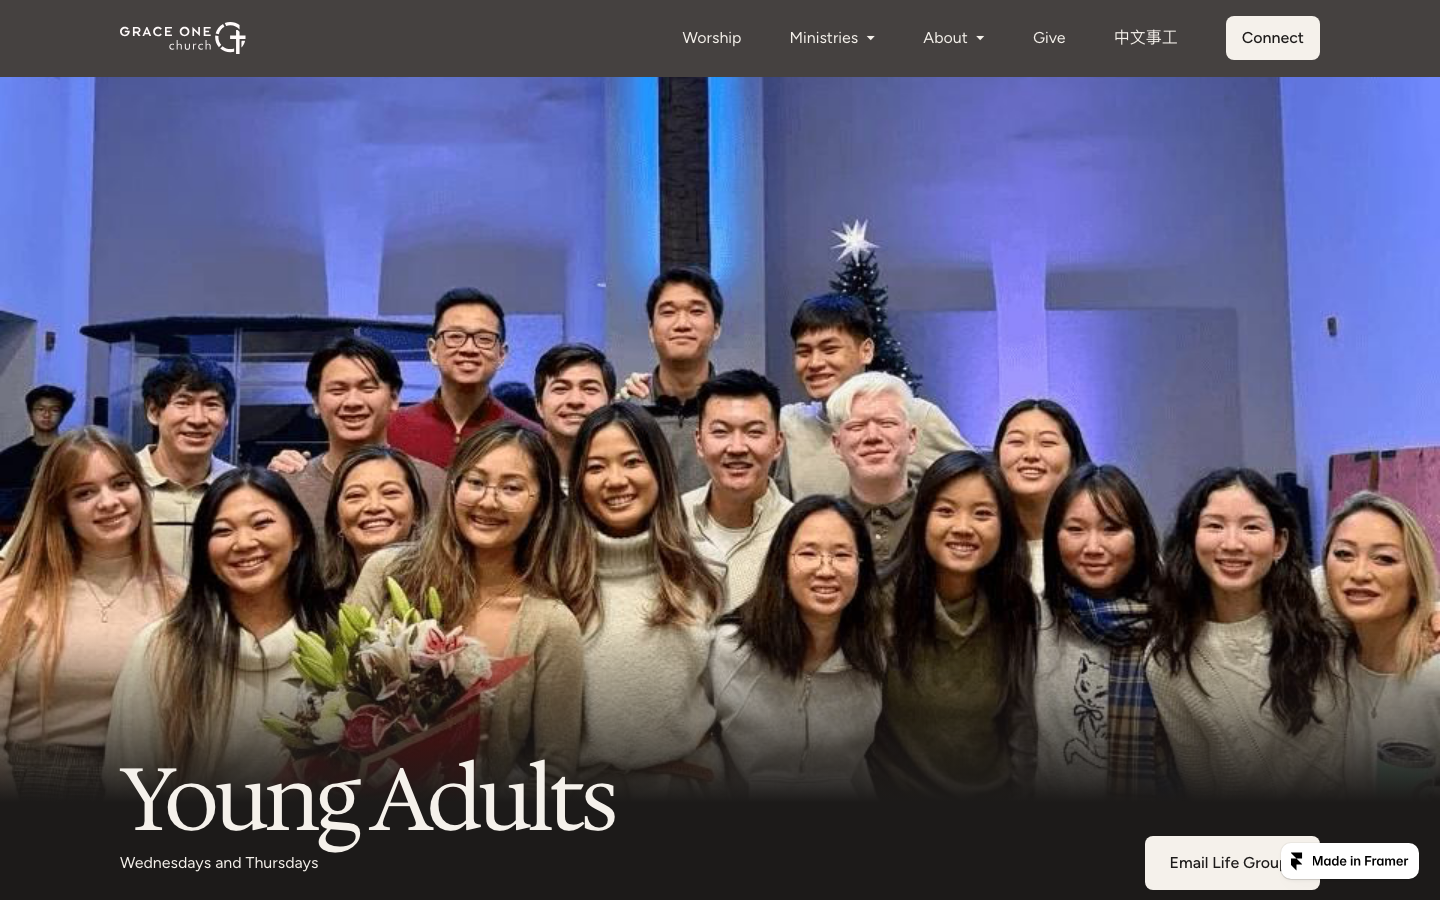 GRACE ONE
church
Worship
Ministries
About
Give
中文事工
Connect
Young Adults
Wednesdays and Thursdays
Email Life Grou
Made in Framer